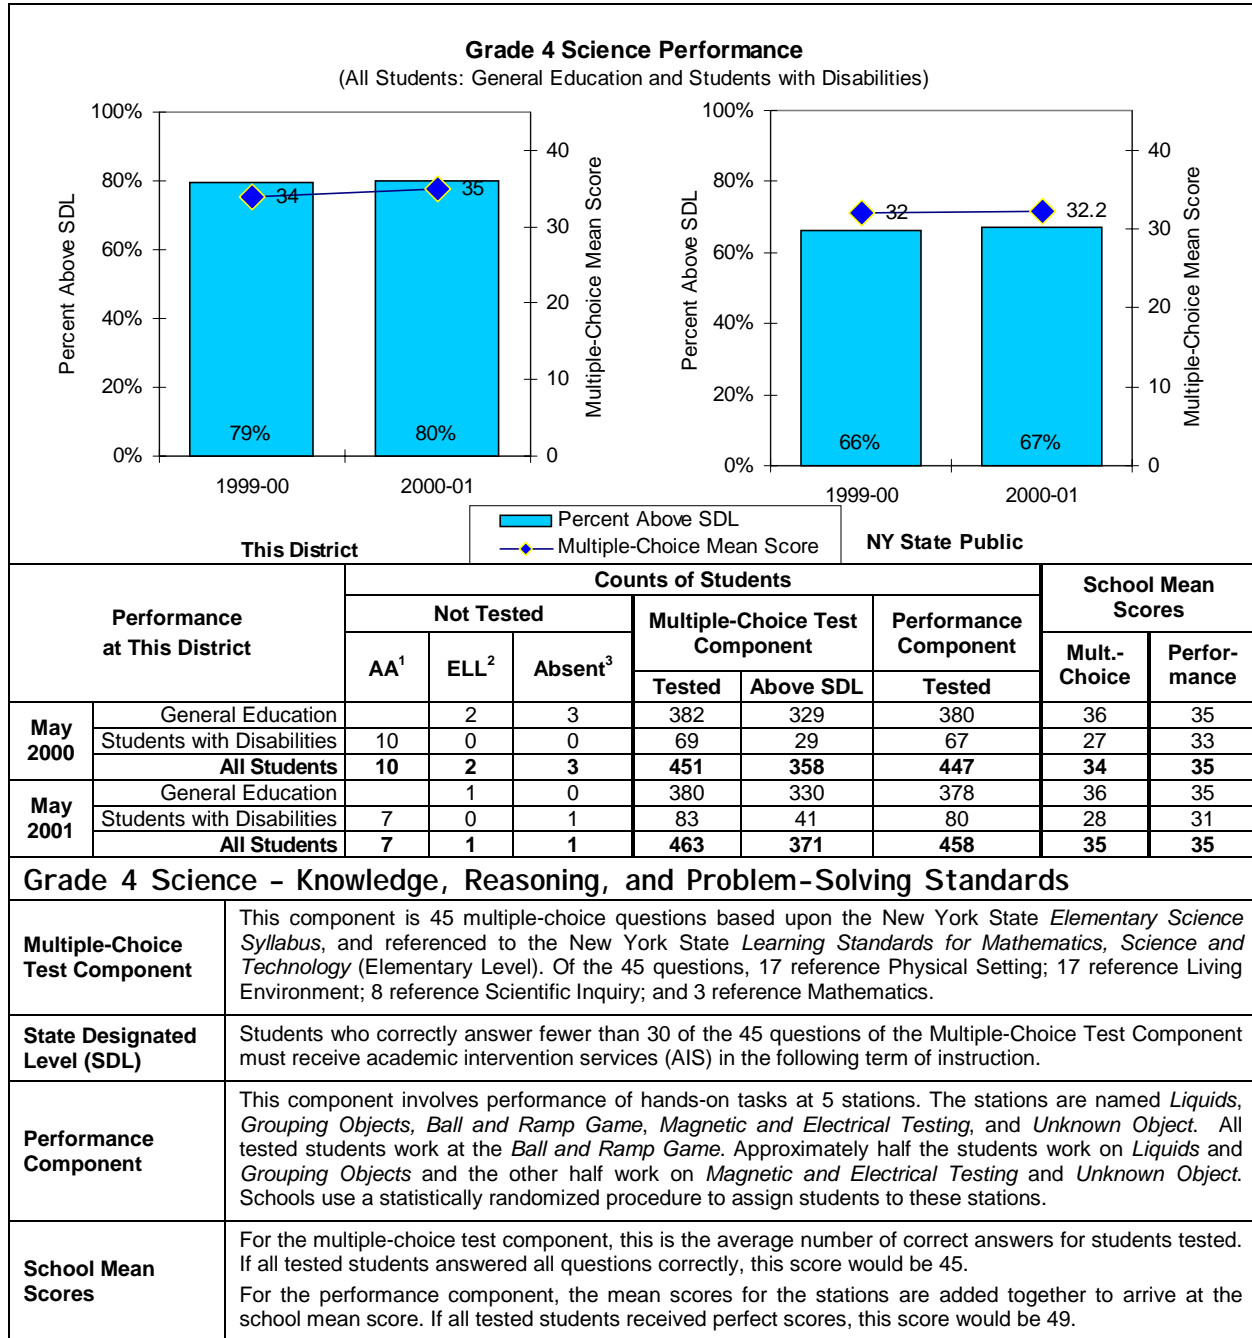 Grade 4 Science Performance
(All Students: General Education and Students with Disabilities)
100%
80%
60%
40%
20%
0%
Percent Above SDL
34
35
79%
80%
40
30
20
10
0
Multiple-Choice Mean Score
1999-00
2000-01
This District
100%
80%
60%
40%
20%
0%
Percent Above SDL
32
32.2
66%
67%
40
30
20
10
0
Multiple-Choice Mean Score
1999-00
2000-01
NY State Public
Percent Above SDL
Multiple-Choice Mean Score
Performance
at This District
Counts of Students
School Mean
Scores
Not Tested
Multiple-Choice Test
Component
Performance
Component
Mult.-
Choice
Perfor-
mance
AA1 ELL2 Absent3
Tested Above SDL Tested
May
2000
General Education 2 3 382 329 380 36 35
Students with Disabilities 10 0 0 69 29 67 27 33
All Students 10 2 3 451 358 447 34 35
May
2001
General Education 1 0 380 330 378 36 35
Students with Disabilities 7 0 1 83 41 80 28 31
All Students 7 1 1 463 371 458 35 35
Grade 4 Science – Knowledge, Reasoning, and Problem-Solving Standards
Multiple-Choice
Test Component
This component is 45 multiple-choice questions based upon the New York State Elementary Science
Syllabus, and referenced to the New York State Learning Standards for Mathematics, Science and
Technology (Elementary Level). Of the 45 questions, 17 reference Physical Setting; 17 reference Living
Environment; 8 reference Scientific Inquiry; and 3 reference Mathematics.
State Designated
Level (SDL)
Students who correctly answer fewer than 30 of the 45 questions of the Multiple-Choice Test Component
must receive academic intervention services (AIS) in the following term of instruction.
Performance
Component
This component involves performance of hands-on tasks at 5 stations. The stations are named Liquids,
Grouping Objects, Ball and Ramp Game, Magnetic and Electrical Testing, and Unknown Object. All
tested students work at the Ball and Ramp Game. Approximately half the students work on Liquids and
Grouping Objects and the other half work on Magnetic and Electrical Testing and Unknown Object.
Schools use a statistically randomized procedure to assign students to these stations.
School Mean
Scores
For the multiple-choice test component, this is the average number of correct answers for students tested.
If all tested students answered all questions correctly, this score would be 45.
For the performance component, the mean scores for the stations are added together to arrive at the
school mean score. If all tested students received perfect scores, this score would be 49.